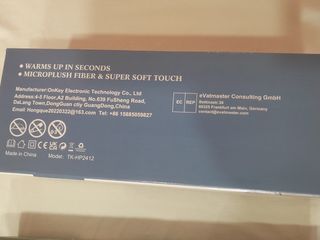 WARMS UP IN SECONDS
MICROPLUSH FIBER & SUPER SOFT TOUCH
Manufacturer:OnKey Electronic Technology Co., Ltd
Address:4-5 Floor,A2 Building, No.639 FuSheng Road,
DaLang Town,DongGuan city GuangDong,China
Email: Hongque20220322@163.com Tel: +86 15885059827
EC REP
eVatmaster Consulting GmbH
Bettinastr. 30
60325 Frankfurt am Main, Germany
contact@evatmaster.com
Made in China
Model: TK-HP2412